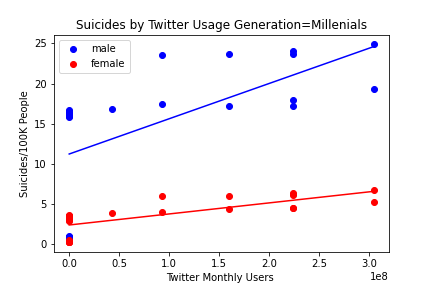 Suicides by Twitter Usage Generation=Millenials
male
female
Suicides/100K People
25
20
15
10
5
0
0.0 0.5 1.0 1.5 2.0 2.5 3.0
1e8
Twitter Monthly Users